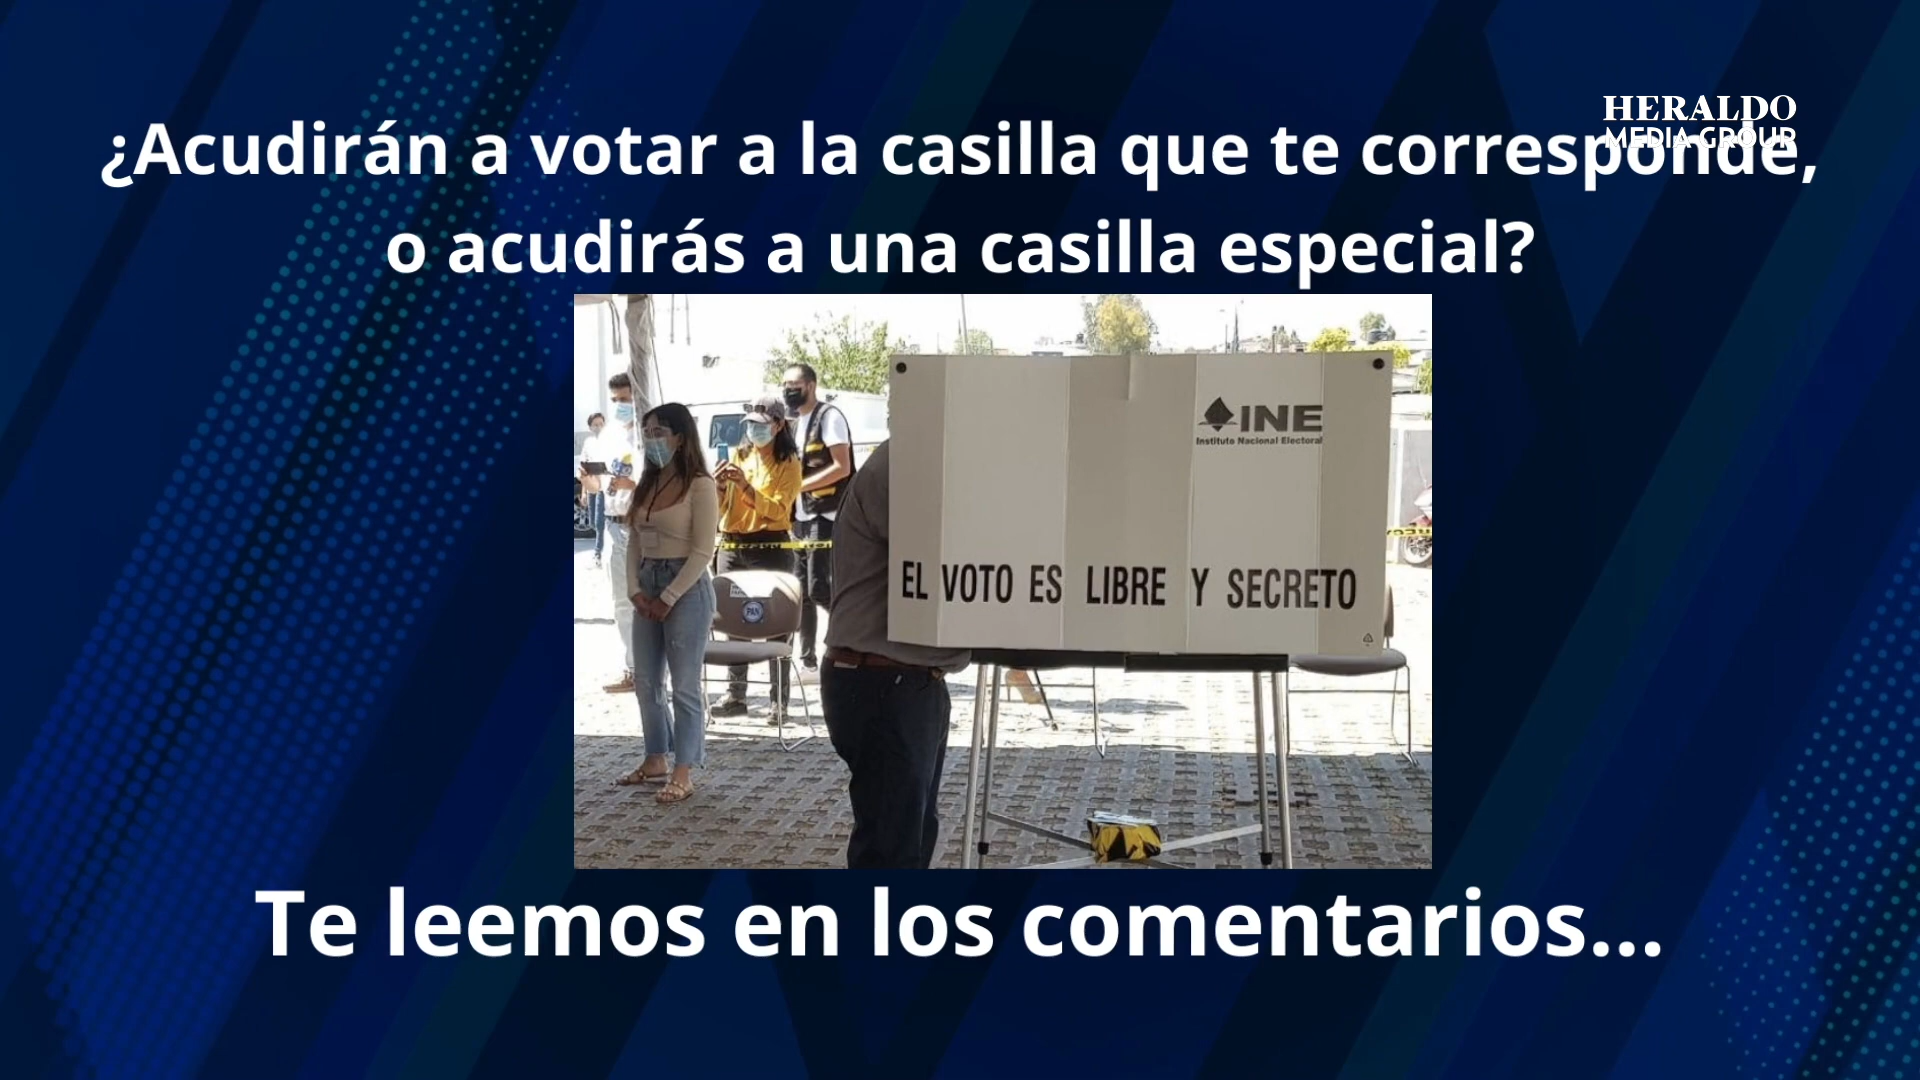 HERALDO
MEDIA GROUP
¿Acudirán a votar a la casilla que te corresponde,
o acudirás a una casilla especial?
INE
Instituto Nacional Electoral
EL VOTO ES LIBRE Y SECRETO
PAN
Te leemos en los comentarios...